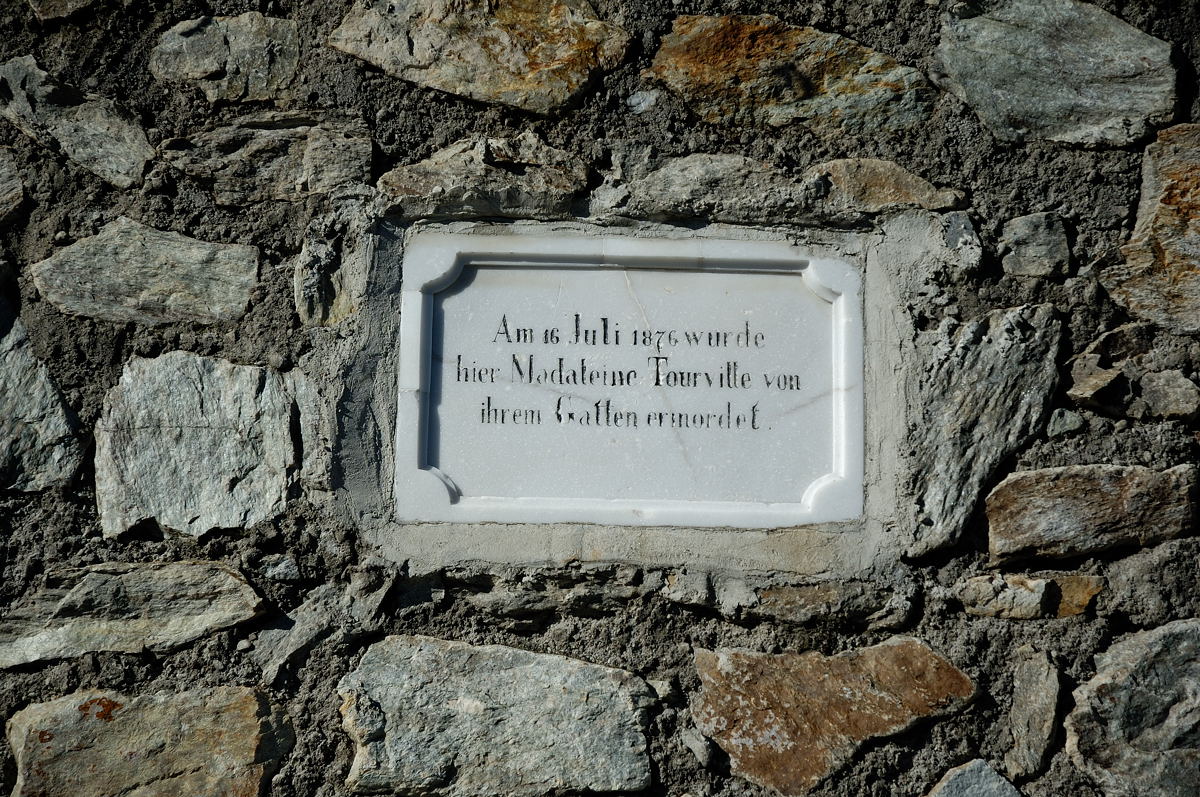 Am 16 Juli 1876 wurde
hier Madaleine Tourville von
ihrem Gatten ermordet.